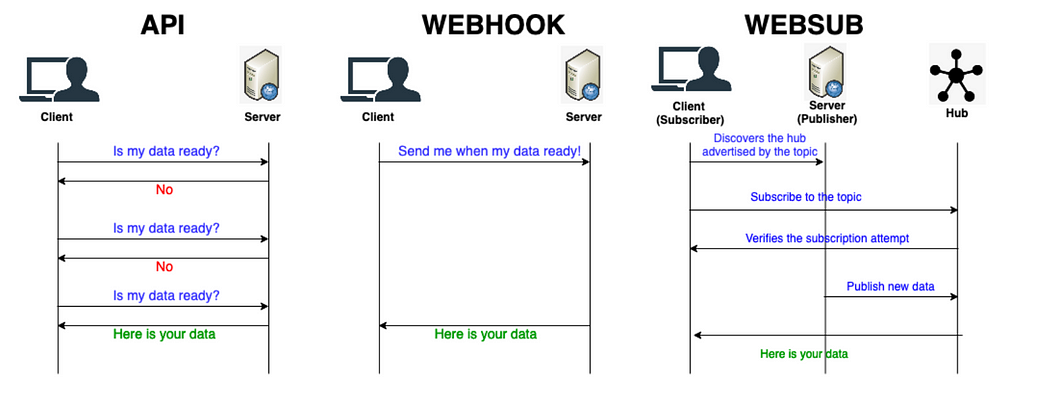 API
Client
Server
Is my data ready?
No
Is my data ready?
No
Is my data ready?
Here is your data
WEBHOOK
Client
Server
Send me when my data ready!
Here is your data
WEBSUB
Client
(Subscriber)
Server
(Publisher)
Hub
Discovers the hub
advertised by the topic
Subscribe to the topic
Verifies the subscription attempt
Publish new data
Here is your data